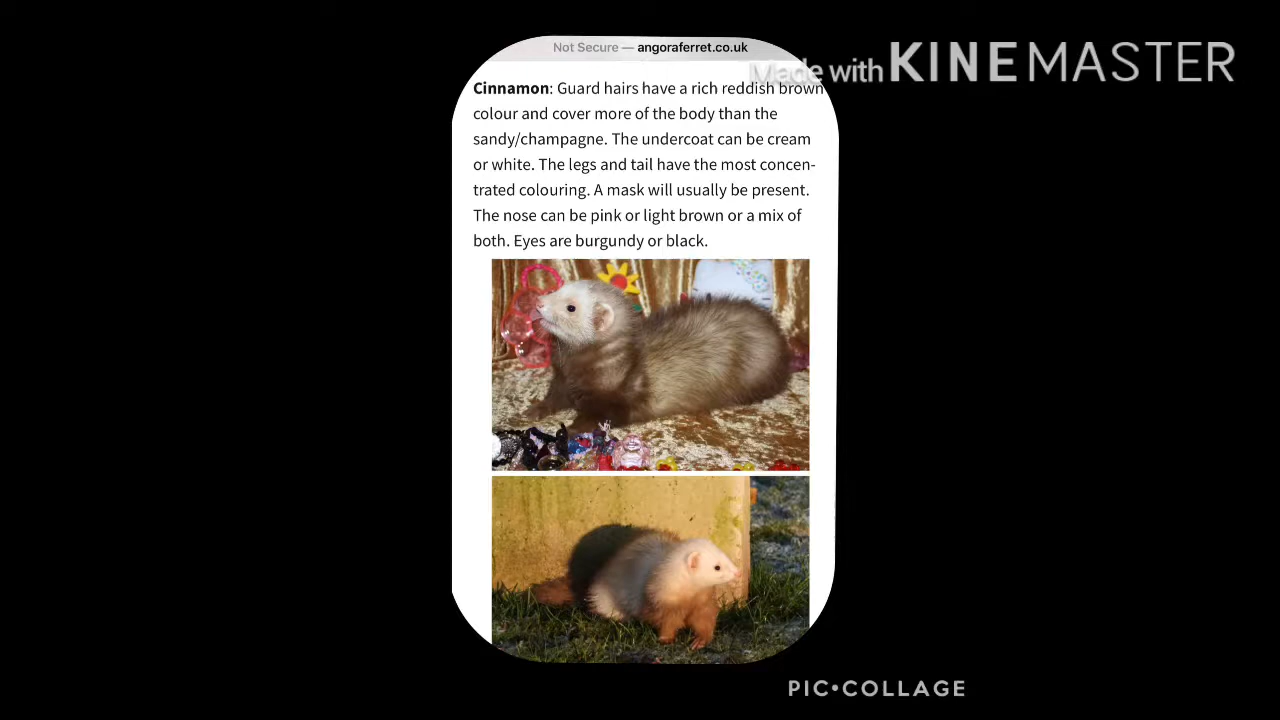 Not Secure — angoraferret.co.uk
Made with KINEMASTER
Cinnamon: Guard hairs have a rich reddish brown
colour and cover more of the body than the
sandy/champagne. The undercoat can be cream
or white. The legs and tail have the most concen-
trated colouring. A mask will usually be present.
The nose can be pink or light brown or a mix of
both. Eyes are burgundy or black.
PIC•COLLAGE